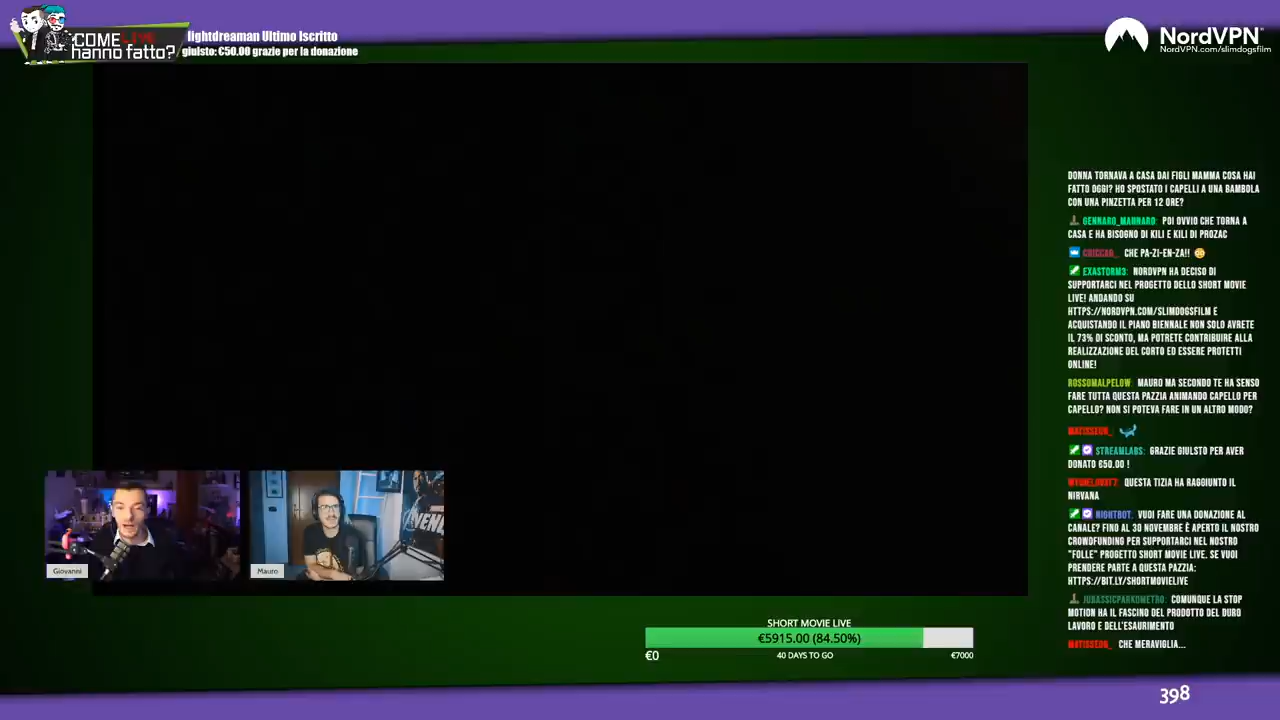 COME LIVE
hanno fatto?
lightdreaman Ultimo Iscritto
giulsto: €50.00 grazie per la donazione
NordVPN
NordVPN.com/slimdogsfilm
DONNA TORNAVA A CASA DAI FIGLI MAMMA COSA HAI
FATTO OGGI? HO SPOSTATO I CAPELLI A UNA BAMBOLA
CON UNA PINZETTA PER 12 ORE?
GENNARO_MAUNARO: POI OVVIO CHE TORNA A
CASA E HA BISOGNO DI KILI E KILI DI PROZAC
CHE PA-ZI-EN-ZA!!
EXASTORM3: NORDVPN HA DECISO DI
SUPPORTARCI NEL PROGETTO DELLO SHORT MOVIE
LIVE! ANDANDO SU
HTTPS://NORDVPN.COM/SLIMDOGSFILM E
ACQUISTANDO IL PIANO BIENNALE NON SOLO AVRETE
IL 73% DI SCONTO, MA POTRETE CONTRIBUIRE ALLA
REALIZZAZIONE DEL CORTO ED ESSERE PROTETTI
ONLINE!
ROSSOMALPELOW: MAURO MA SECONDO TE HA SENSO
FARE TUTTA QUESTA PAZZIA ANIMANDO CAPELLO PER
CAPELLO? NON SI POTEVA FARE IN UN ALTRO MODO?
MATISSEON_:
STREAMLABS: GRAZIE GIULSTO PER AVER
DONATO €50.00 !
QUESTA TIZIA HA RAGGIUNTO IL
NIRVANA
NIGHTBOT: VUOI FARE UNA DONAZIONE AL
CANALE? FINO AL 30 NOVEMBRE È APERTO IL NOSTRO
CROWDFUNDING PER SUPPORTARCI NEL NOSTRO
"FOLLE" PROGETTO SHORT MOVIE LIVE. SE VUOI
PRENDERE PARTE A QUESTA PAZZIA:
HTTPS://BIT.LY/SHORTMOVIELIVE
JURASSICPARKOMETRO: COMUNQUE LA STOP
MOTION HA IL FASCINO DEL PRODOTTO DEL DURO
LAVORO E DELL'ESAURIMENTO
MATISSEON_: CHE MERAVIGLIA...
Giovanni
Mauro
SHORT MOVIE LIVE
€5915.00 (84.50%)
€0
40 DAYS TO GO
€7000
398